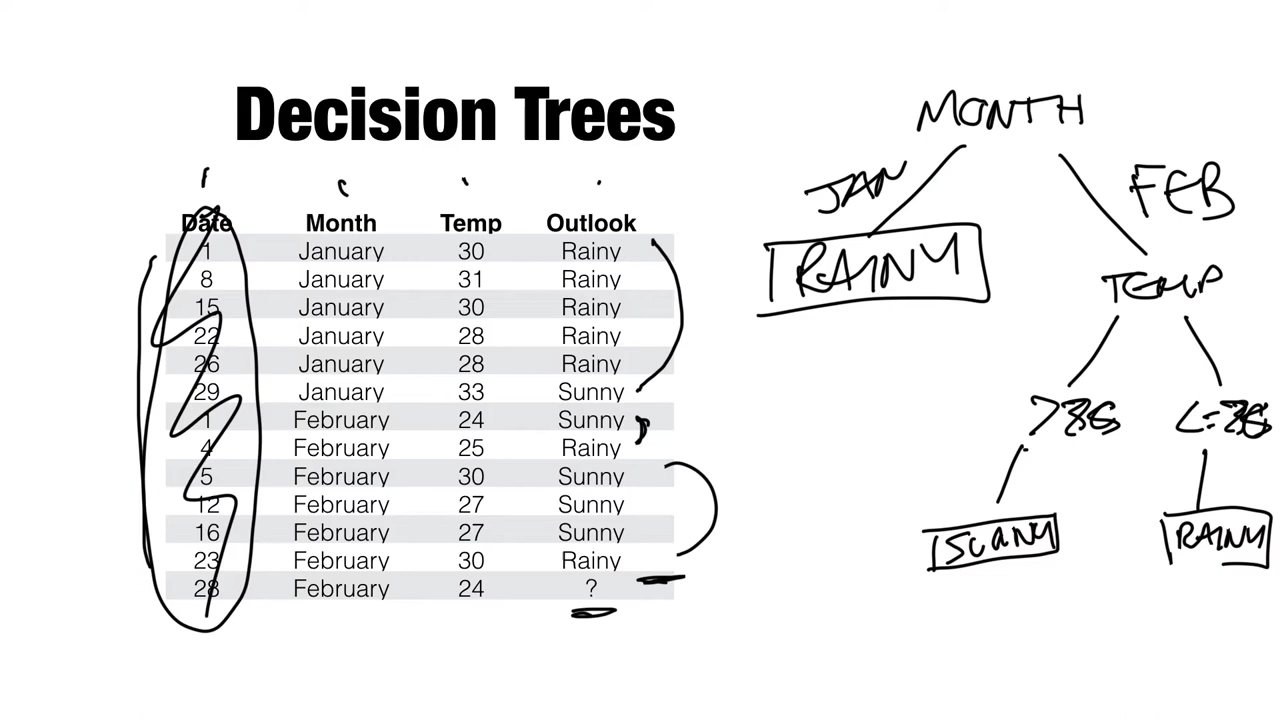 Decision Trees
Date Month Temp Outlook
1 January 30 Rainy
8 January 31 Rainy
15 January 30 Rainy
22 January 28 Rainy
26 January 28 Rainy
29 January 33 Sunny
1 February 24 Sunny
4 February 25 Rainy
5 February 30 Sunny
12 February 27 Sunny
16 February 27 Sunny
23 February 30 Rainy
28 February 24 ?
MONTH
JAN FEB
RAINY
TEMP
RAINY